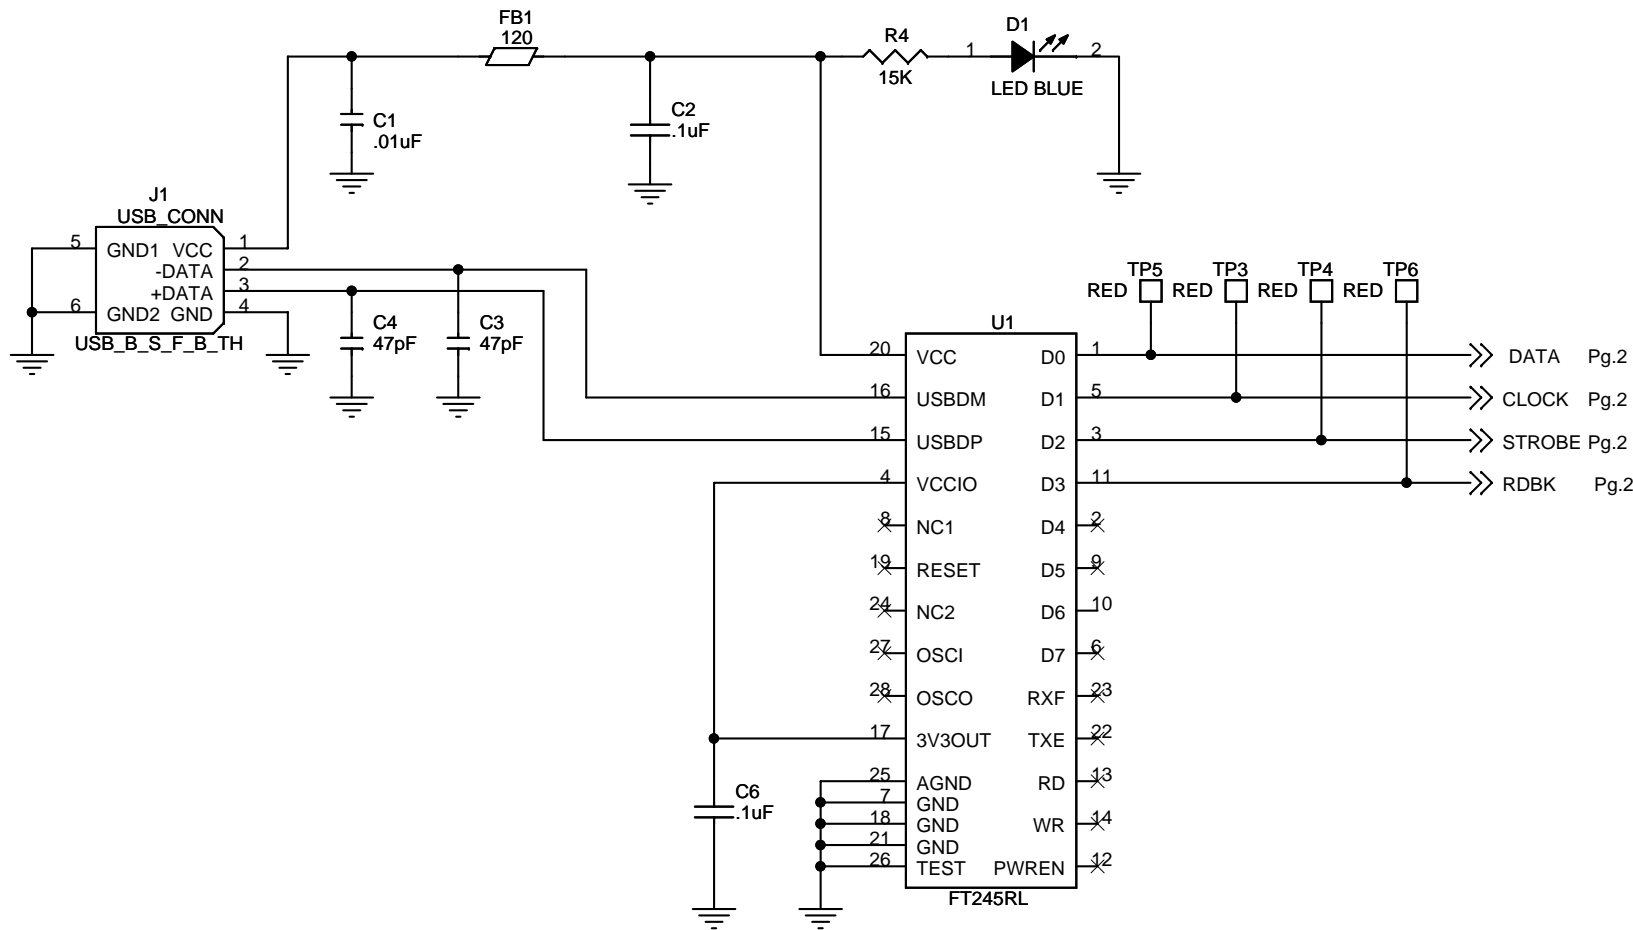 FB1
120
R4
15K
D1
1
2
LED BLUE
C1
.01uF
C2
.1uF
J1
USB_CONN
5
GND1 VCC
1
-DATA
2
+DATA
3
6
GND2 GND
4
USB_B_S_F_B_TH
C4
47pF
C3
47pF
TP5
RED
TP3
RED
TP4
RED
TP6
RED
U1
20
VCC
D0
1
DATA Pg.2
16
USBDM
D1
5
CLOCK Pg.2
15
USBDP
D2
3
STROBE Pg.2
4
VCCIO
D3
11
RDBK Pg.2
8
NC1
D4
2
19
RESET
D5
9
24
NC2
D6
10
27
OSCI
D7
6
28
OSCO
RXF
23
17
3V3OUT
TXE
22
25
AGND
RD
13
7
GND
18
GND
WR
14
21
GND
26
TEST
PWREN
12
C6
.1uF
FT245RL